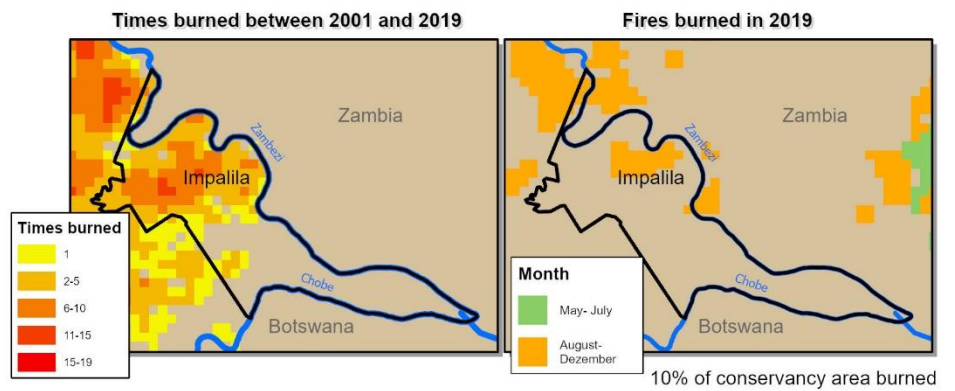 Times burned between 2001 and 2019
Zambia
Zambezi
Impalila
Chobe
Botswana
Times burned
1
2-5
6-10
11-15
15-19
Fires burned in 2019
Zambia
Zambezi
Impalila
Chobe
Botswana
Month
May- July
August-
Dezember
10% of conservancy area burned